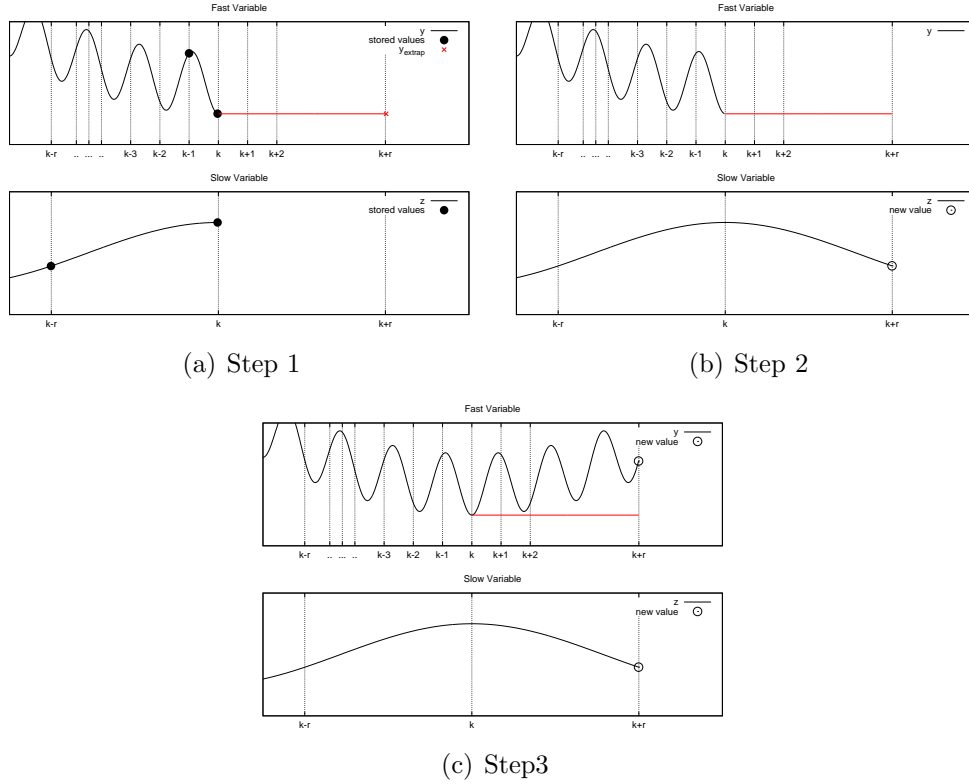 Fast Variable
y
stored values
y_extrap
k-r .. ... .. k-3 k-2 k-1 k k+1 k+2 k+r
Slow Variable
z
stored values
k-r k k+r
(a) Step 1
Fast Variable
y
k-r .. ... .. k-3 k-2 k-1 k k+1 k+2 k+r
Slow Variable
z
new value
k-r k k+r
(b) Step 2
Fast Variable
y
new value
k-r .. ... .. k-3 k-2 k-1 k k+1 k+2 k+r
Slow Variable
z
new value
k-r k k+r
(c) Step3